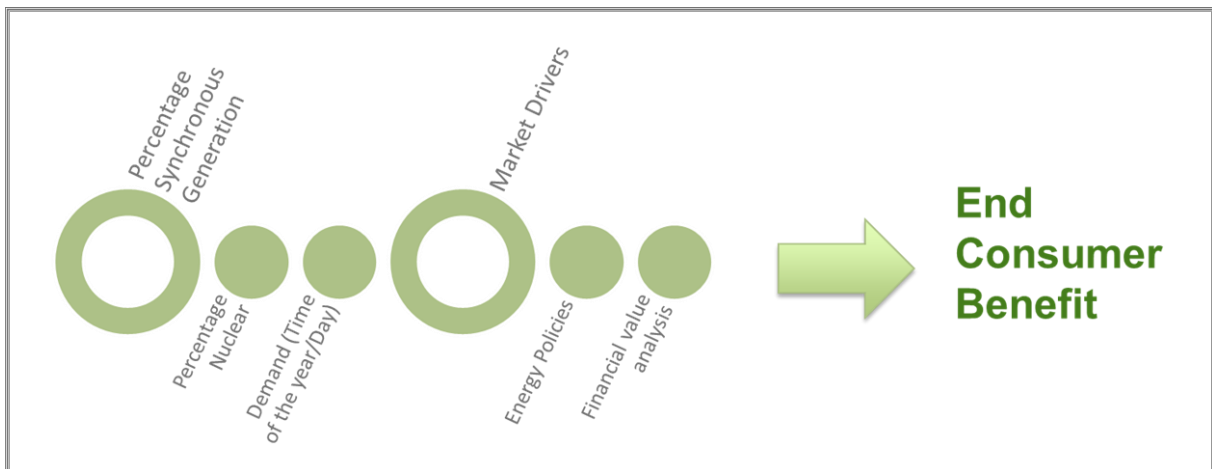 Percentage
Synchronous
Generation
Percentage
Nuclear
Demand (Time
of the year/Day)
Market Drivers
Energy Policies
Financial value
analysis
End
Consumer
Benefit